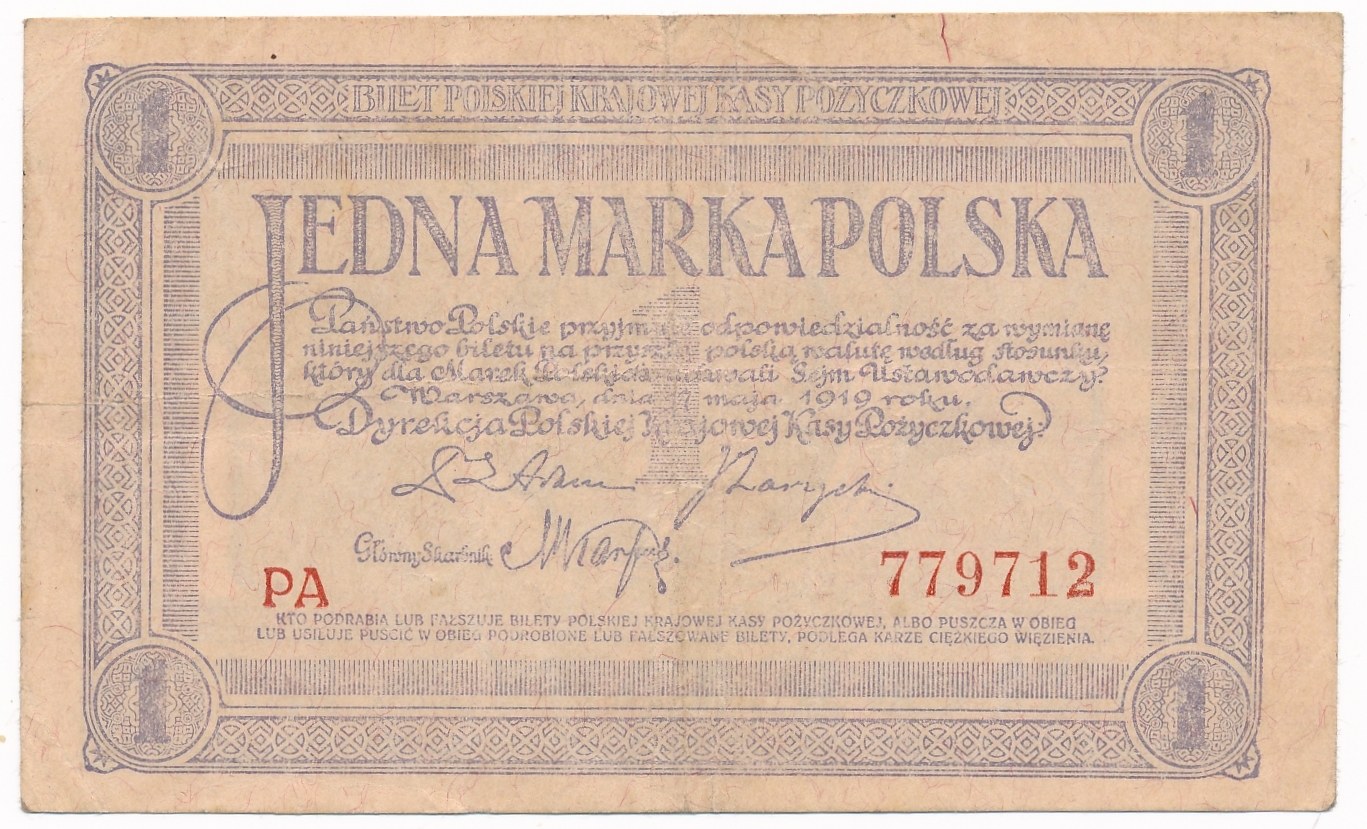 1 BILET POLSKIEJ KRAJOWEJ KASY POŻYCZKOWEJ 1
JEDNA MARKA POLSKA
1
Państwo Polskie przyjmuje odpowiedzialność za wymianę
niniejszego biletu na przyszłą polską walutę według stosunku,
który dla Marek Polskich uchwali Sejm Ustawodawczy.
Warszawa, dnia 17 maja 1919 roku.
Dyrekcja Polskiej Krajowej Kasy Pożyczkowej
Główny Skarbnik
PA 779712
KTO PODRABIA LUB FAŁSZUJE BILETY POLSKIEJ KRAJOWEJ KASY POŻYCZKOWEJ, ALBO PUSZCZA W OBIEG
LUB USIŁUJE PUŚCIĆ W OBIEG PODROBIONE LUB FAŁSZOWANE BILETY, PODLEGA KARZE CIĘŻKIEGO WIĘZIENIA.
1 1